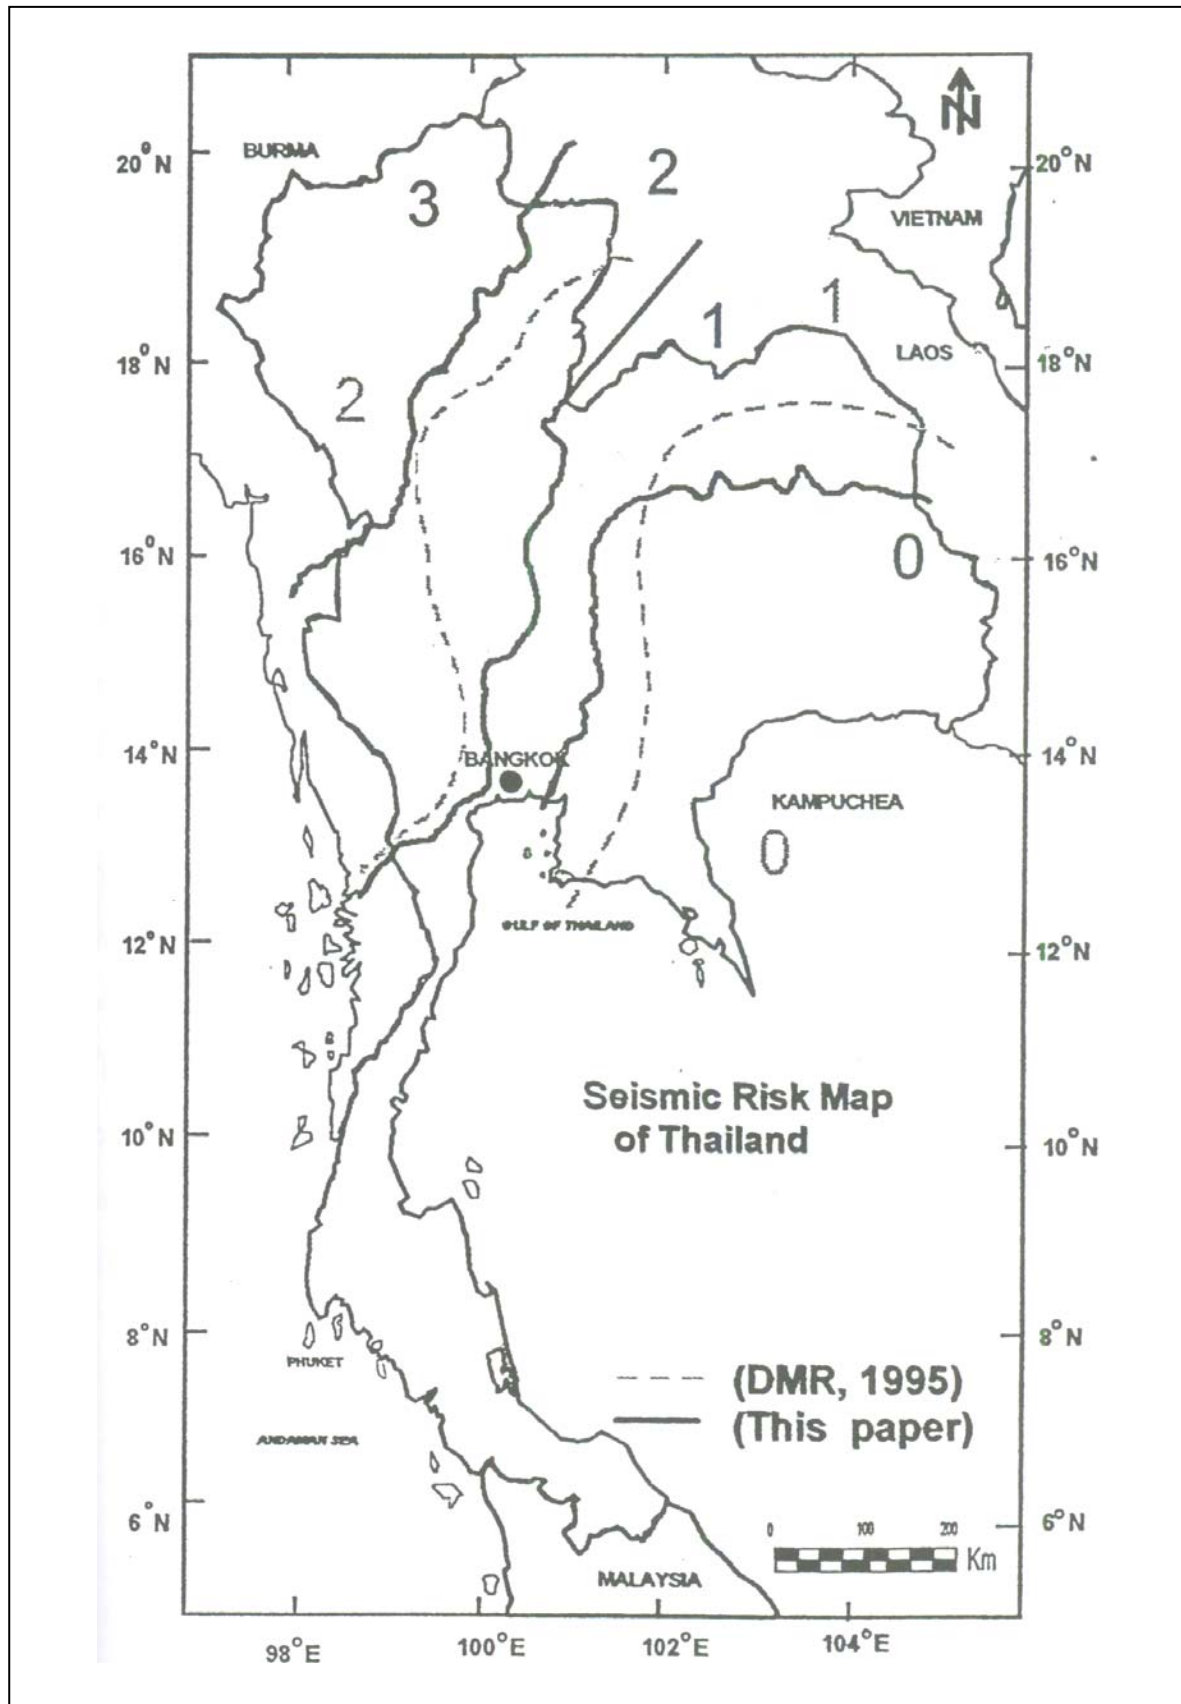 N
20°N
BURMA
3
2
20°N
VIETNAM
1
1
LAOS
18°N
2
18°N
16°N
0
16°N
14°N
BANGKOK
14°N
KAMPUCHEA
0
GULF OF THAILAND
12°N
12°N
Seismic Risk Map
of Thailand
10°N
10°N
8°N
8°N
PHUKET
(DMR, 1995)
(This paper)
ANDAMAN SEA
6°N
6°N
0 100 200
Km
MALAYSIA
98°E
100°E
102°E
104°E